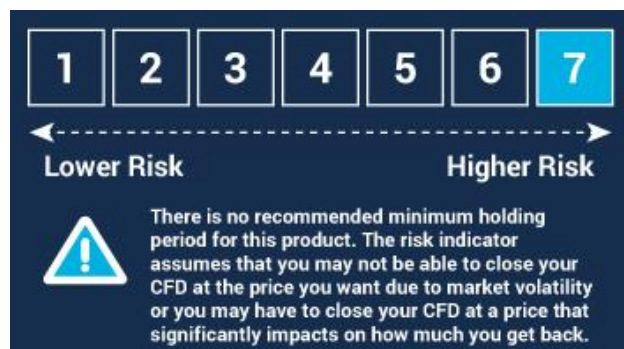 1 2 3 4 5 6 7
Lower Risk Higher Risk
!
There is no recommended minimum holding
period for this product. The risk indicator
assumes that you may not be able to close your
CFD at the price you want due to market volatility
or you may have to close your CFD at a price that
significantly impacts on how much you get back.